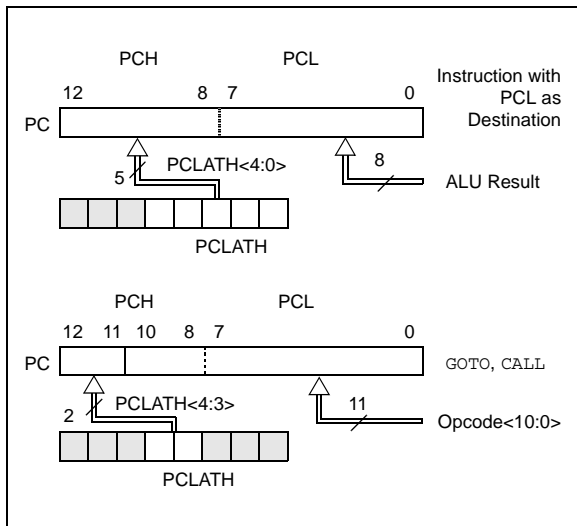 PCH PCL
12 8 7 0
Instruction with
PCL as
Destination
PC
5 PCLATH<4:0> 8
ALU Result
PCLATH
PCH PCL
12 11 10 8 7 0
PC GOTO, CALL
2 PCLATH<4:3> 11
Opcode<10:0>
PCLATH